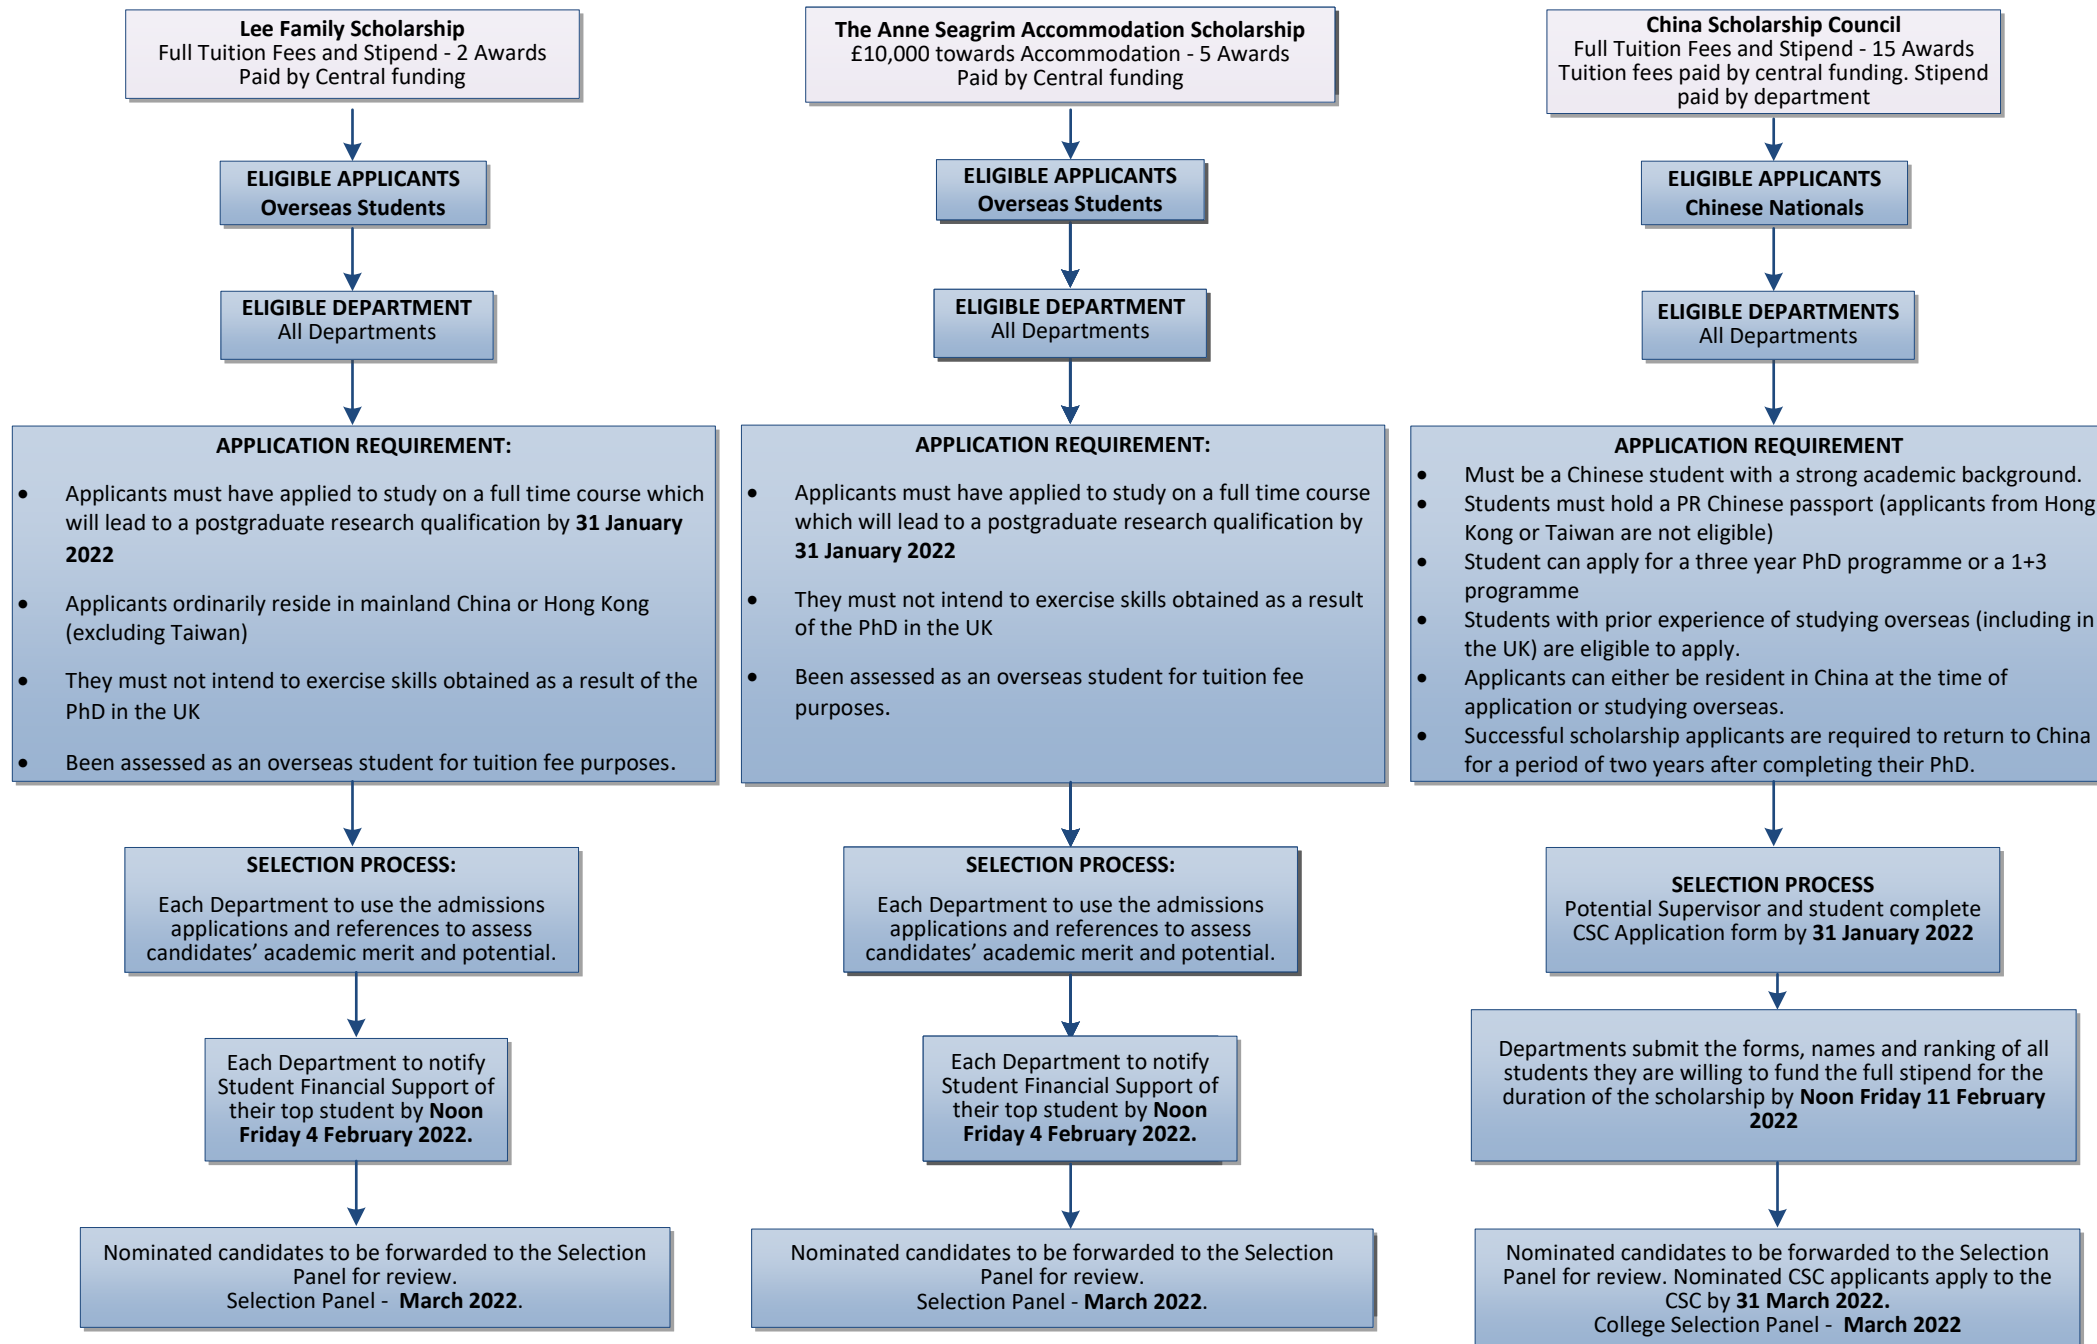 Lee Family Scholarship
Full Tuition Fees and Stipend - 2 Awards
Paid by Central funding
ELIGIBLE APPLICANTS
Overseas Students
ELIGIBLE DEPARTMENT
All Departments
APPLICATION REQUIREMENT:
• Applicants must have applied to study on a full time course which
will lead to a postgraduate research qualification by 31 January
2022
• Applicants ordinarily reside in mainland China or Hong Kong
(excluding Taiwan)
• They must not intend to exercise skills obtained as a result of the
PhD in the UK
• Been assessed as an overseas student for tuition fee purposes.
SELECTION PROCESS:
Each Department to use the admissions
applications and references to assess
candidates’ academic merit and potential.
Each Department to notify
Student Financial Support of
their top student by Noon
Friday 4 February 2022.
Nominated candidates to be forwarded to the Selection
Panel for review.
Selection Panel - March 2022.
The Anne Seagrim Accommodation Scholarship
£10,000 towards Accommodation - 5 Awards
Paid by Central funding
ELIGIBLE APPLICANTS
Overseas Students
ELIGIBLE DEPARTMENT
All Departments
APPLICATION REQUIREMENT:
• Applicants must have applied to study on a full time course
which will lead to a postgraduate research qualification by
31 January 2022
• They must not intend to exercise skills obtained as a result
of the PhD in the UK
• Been assessed as an overseas student for tuition fee
purposes.
SELECTION PROCESS:
Each Department to use the admissions
applications and references to assess
candidates’ academic merit and potential.
Each Department to notify
Student Financial Support of
their top student by Noon
Friday 4 February 2022.
Nominated candidates to be forwarded to the Selection
Panel for review.
Selection Panel - March 2022.
China Scholarship Council
Full Tuition Fees and Stipend - 15 Awards
Tuition fees paid by central funding. Stipend
paid by department
ELIGIBLE APPLICANTS
Chinese Nationals
ELIGIBLE DEPARTMENTS
All Departments
APPLICATION REQUIREMENT
• Must be a Chinese student with a strong academic background.
• Students must hold a PR Chinese passport (applicants from Hong
Kong or Taiwan are not eligible)
• Student can apply for a three year PhD programme or a 1+3
programme
• Students with prior experience of studying overseas (including in
the UK) are eligible to apply.
• Applicants can either be resident in China at the time of
application or studying overseas.
• Successful scholarship applicants are required to return to China
for a period of two years after completing their PhD.
SELECTION PROCESS
Potential Supervisor and student complete
CSC Application form by 31 January 2022
Departments submit the forms, names and ranking of all
students they are willing to fund the full stipend for the
duration of the scholarship by Noon Friday 11 February
2022
Nominated candidates to be forwarded to the Selection
Panel for review. Nominated CSC applicants apply to the
CSC by 31 March 2022.
College Selection Panel - March 2022